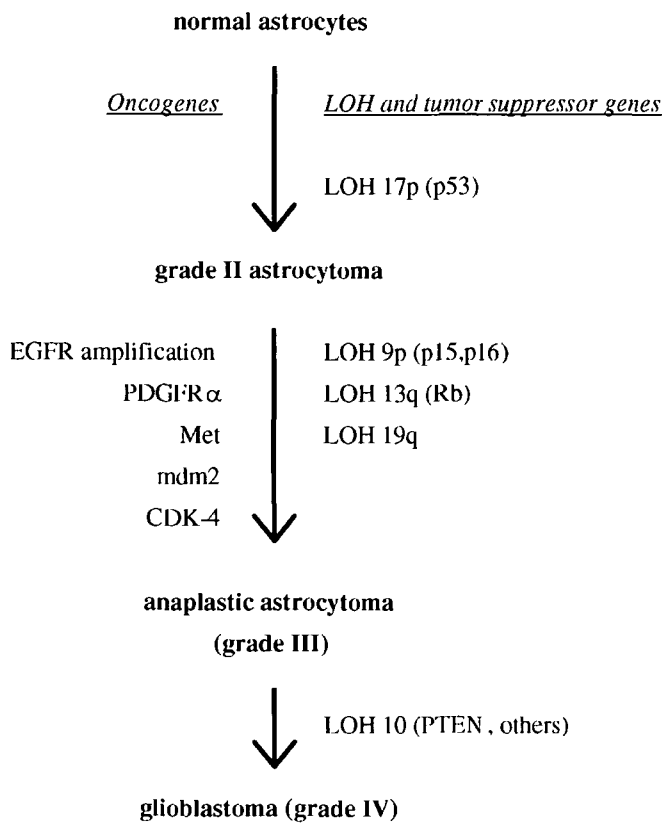 normal astrocytes
Oncogenes LOH and tumor suppressor genes
LOH 17p (p53)
grade II astrocytoma
EGFR amplification LOH 9p (p15,p16)
PDGFRα LOH 13q (Rb)
Met LOH 19q
mdm2
CDK-4
anaplastic astrocytoma
(grade III)
LOH 10 (PTEN , others)
glioblastoma (grade IV)